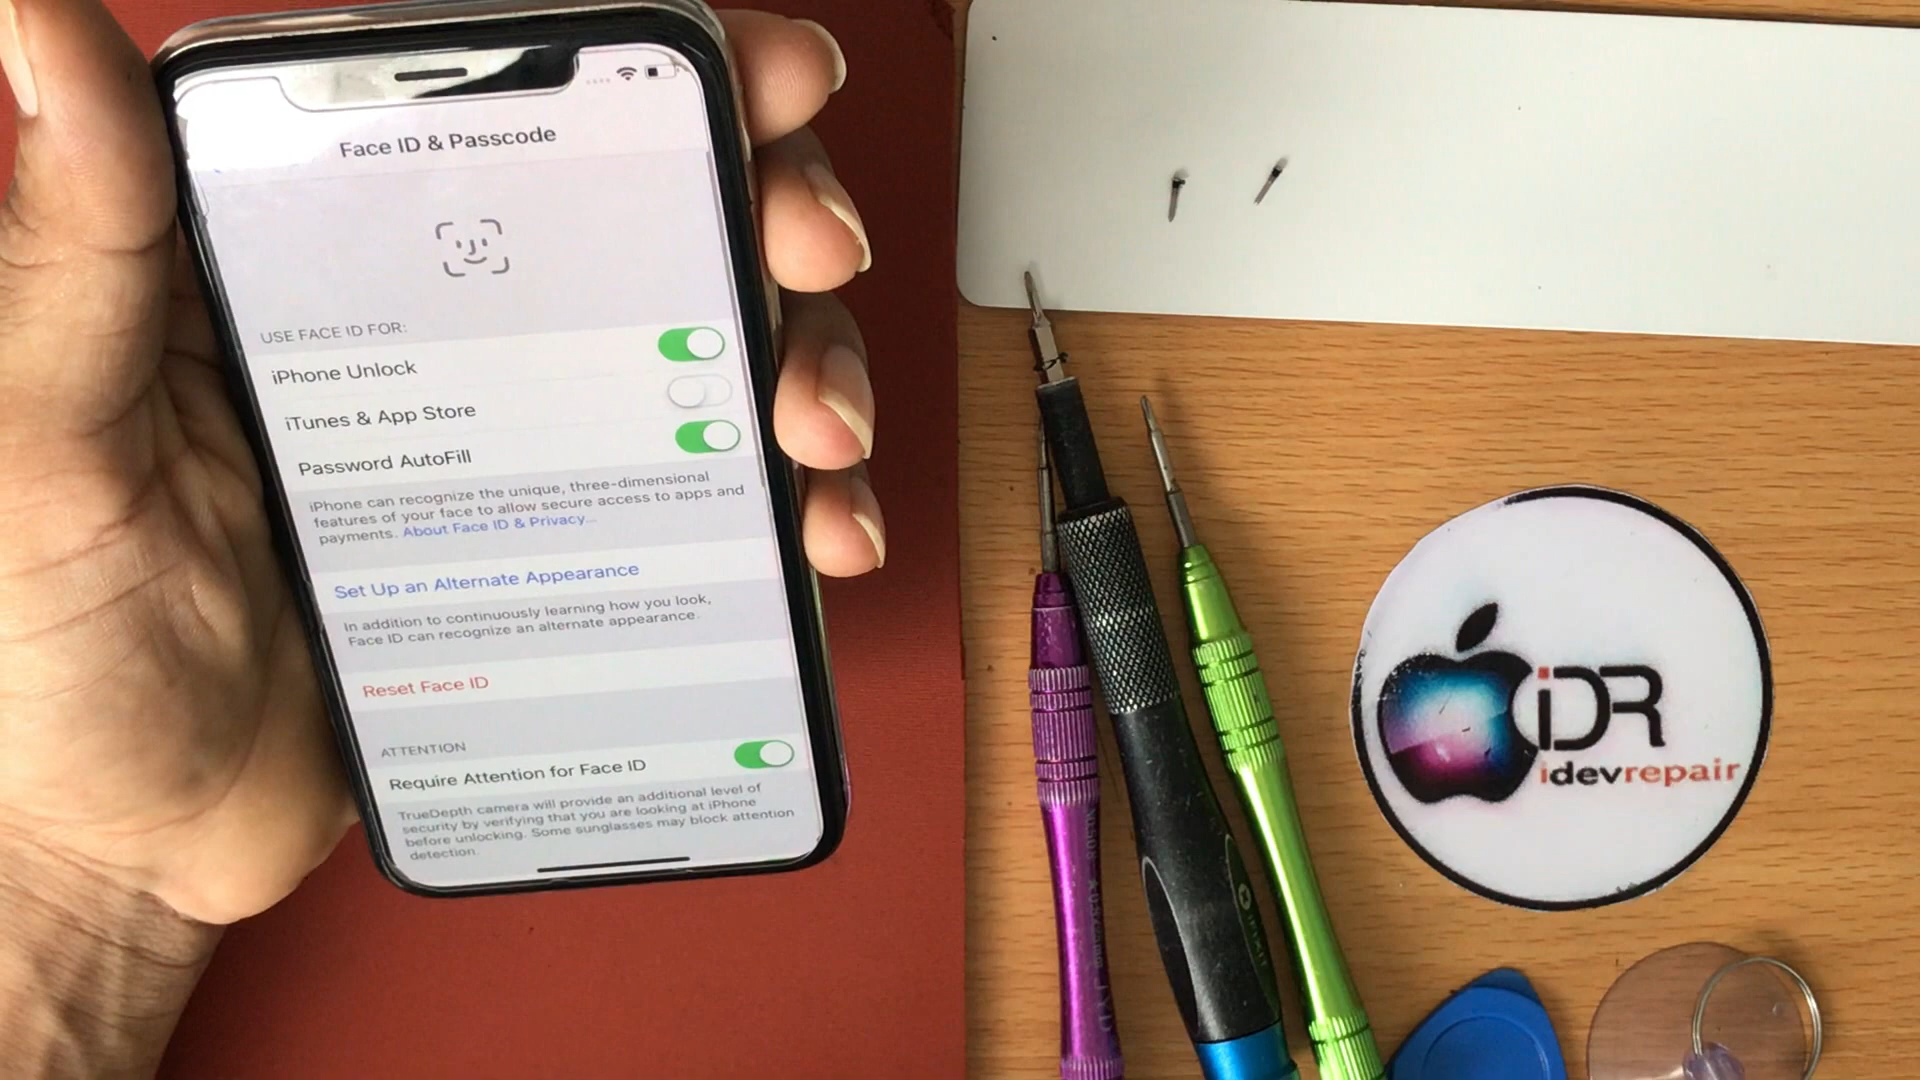 Face ID & Passcode
USE FACE ID FOR:
iPhone Unlock
iTunes & App Store
Password AutoFill
iPhone can recognize the unique, three-dimensional
features of your face to allow secure access to apps and
payments. About Face ID & Privacy...
Set Up an Alternate Appearance
In addition to continuously learning how you look,
Face ID can recognize an alternate appearance.
Reset Face ID
ATTENTION
Require Attention for Face ID
TrueDepth camera will provide an additional level of
security by verifying that you are looking at iPhone
before unlocking. Some sunglasses may block attention
detection.
iDR
idevrepair